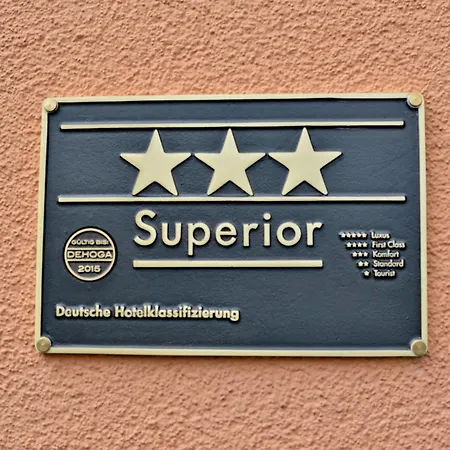 ★★★
Superior
GÜLTIG BIS:
DEHOGA
2015
★★★★★ Luxus
★★★★ First Class
★★★ Komfort
★★ Standard
★ Tourist
Deutsche Hotelklassifizierung